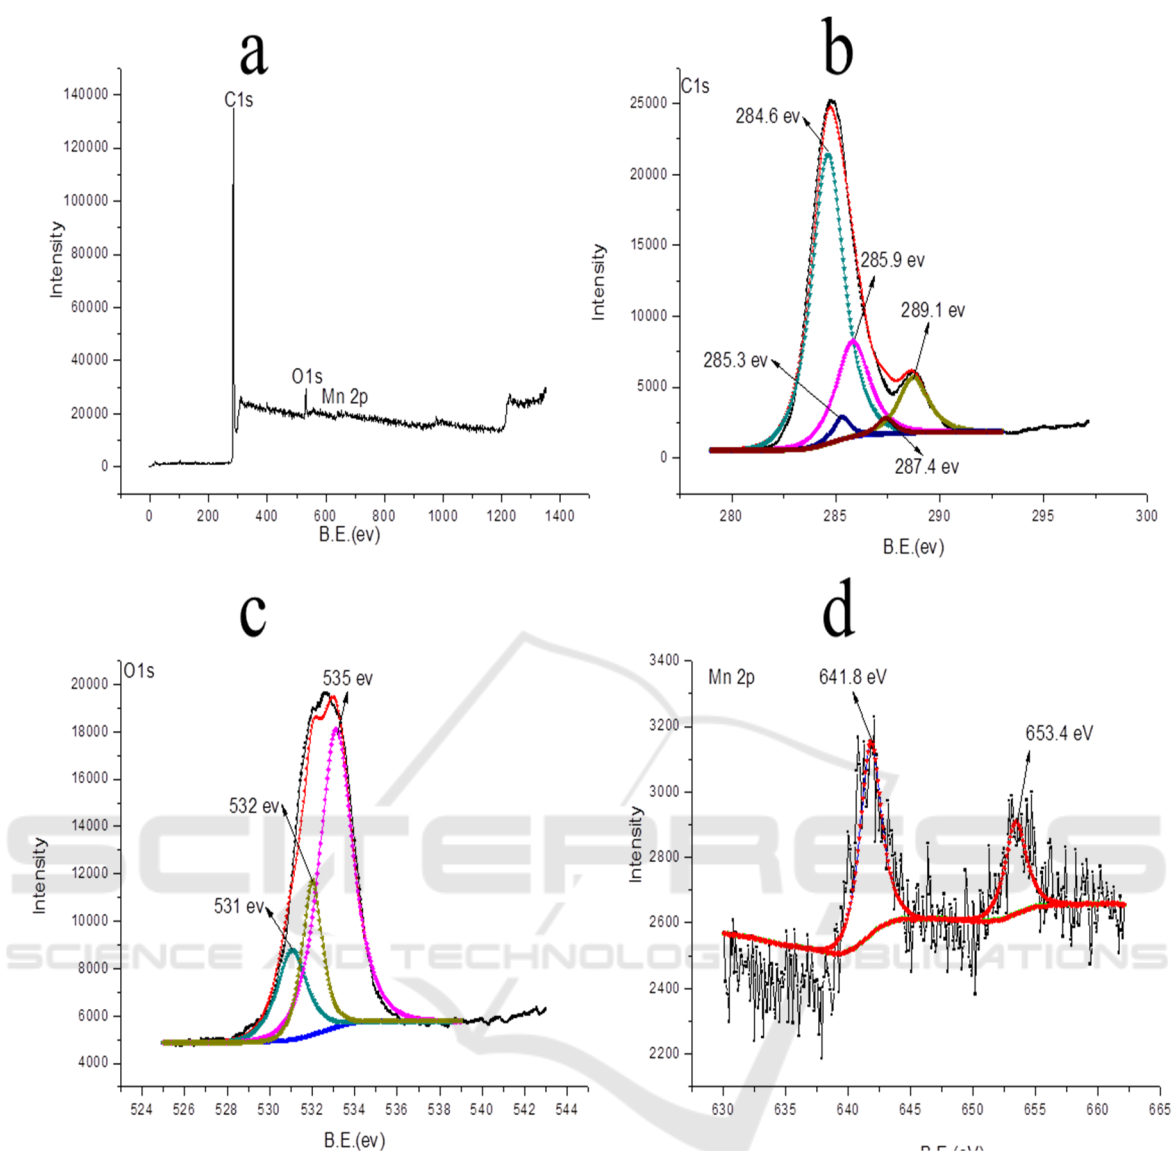 a
C1s
O1s
Mn 2p
140000
120000
100000
80000
60000
40000
20000
0
Intensity
0 200 400 600 800 1000 1200 1400
B.E.(ev)
b
C1s
284.6 ev
285.9 ev
289.1 ev
285.3 ev
287.4 ev
25000
20000
15000
10000
5000
0
Intensity
280 285 290 295 300
B.E.(ev)
c
O1s
535 ev
532 ev
531 ev
20000
18000
16000
14000
12000
10000
8000
6000
4000
Intensity
524 526 528 530 532 534 536 538 540 542 544
B.E.(ev)
d
Mn 2p
641.8 eV
653.4 eV
3400
3200
3000
2800
2600
2400
2200
Intensity
630 635 640 645 650 655 660 665
B.E.(eV)
SCITEPRESS
SCIENCE AND TECHNOLOGY PUBLICATIONS